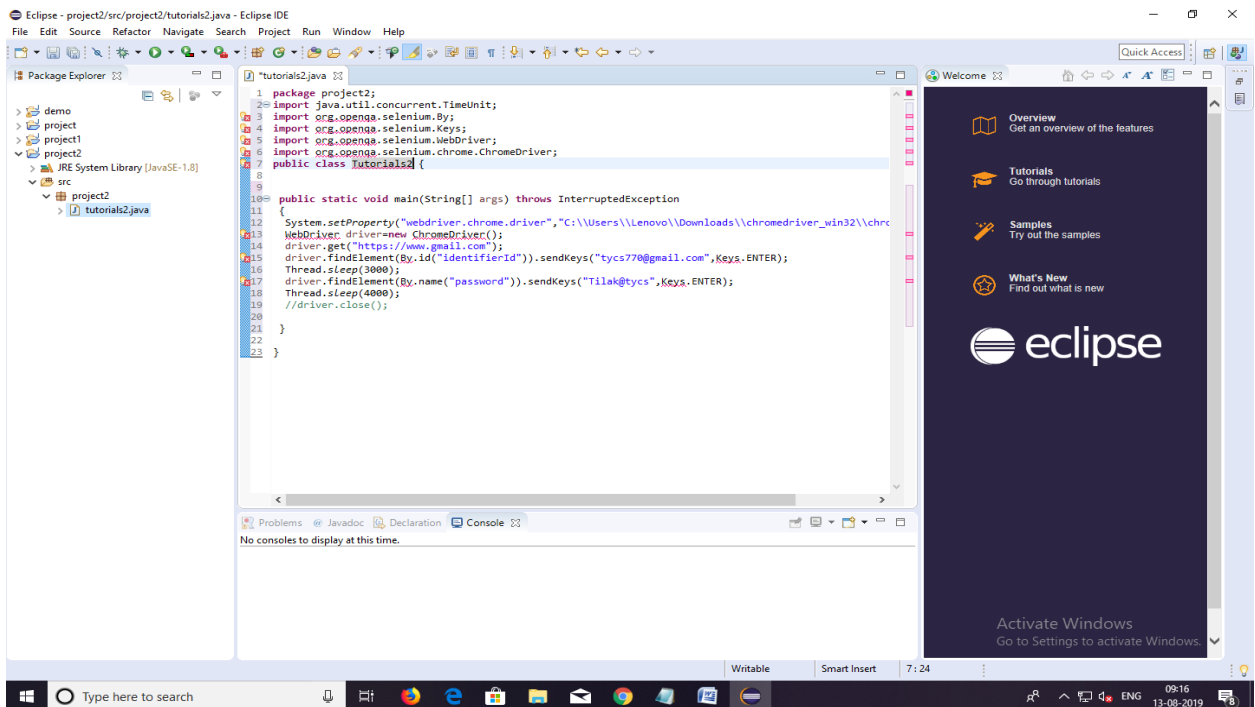 Eclipse - project2/src/project2/tutorials2.java - Eclipse IDE
File Edit Source Refactor Navigate Search Project Run Window Help
Quick Access
Package Explorer
demo
project
project1
project2
JRE System Library [JavaSE-1.8]
src
project2
tutorials2.java
*tutorials2.java
1 package project2;
2 import java.util.concurrent.TimeUnit;
3 import org.openqa.selenium.By;
4 import org.openqa.selenium.Keys;
5 import org.openqa.selenium.WebDriver;
6 import org.openqa.selenium.chrome.ChromeDriver;
7 public class Tutorials2 {
8
9
10 public static void main(String[] args) throws InterruptedException
11 {
12 System.setProperty("webdriver.chrome.driver","C:\\Users\\Lenovo\\Downloads\\chromedriver_win32\\chro
13 WebDriver driver=new ChromeDriver();
14 driver.get("https://www.gmail.com");
15 driver.findElement(By.id("identifierId")).sendKeys("tycs770@gmail.com",Keys.ENTER);
16 Thread.sleep(3000);
17 driver.findElement(By.name("password")).sendKeys("Tilak@tycs",Keys.ENTER);
18 Thread.sleep(4000);
19 //driver.close();
20
21 }
22
23 }
Problems Javadoc Declaration Console
No consoles to display at this time.
Welcome
Overview
Get an overview of the features
Tutorials
Go through tutorials
Samples
Try out the samples
What's New
Find out what is new
eclipse
Activate Windows
Go to Settings to activate Windows.
Writable Smart Insert 7 : 24
Type here to search
ENG
09:16
13-08-2019
8